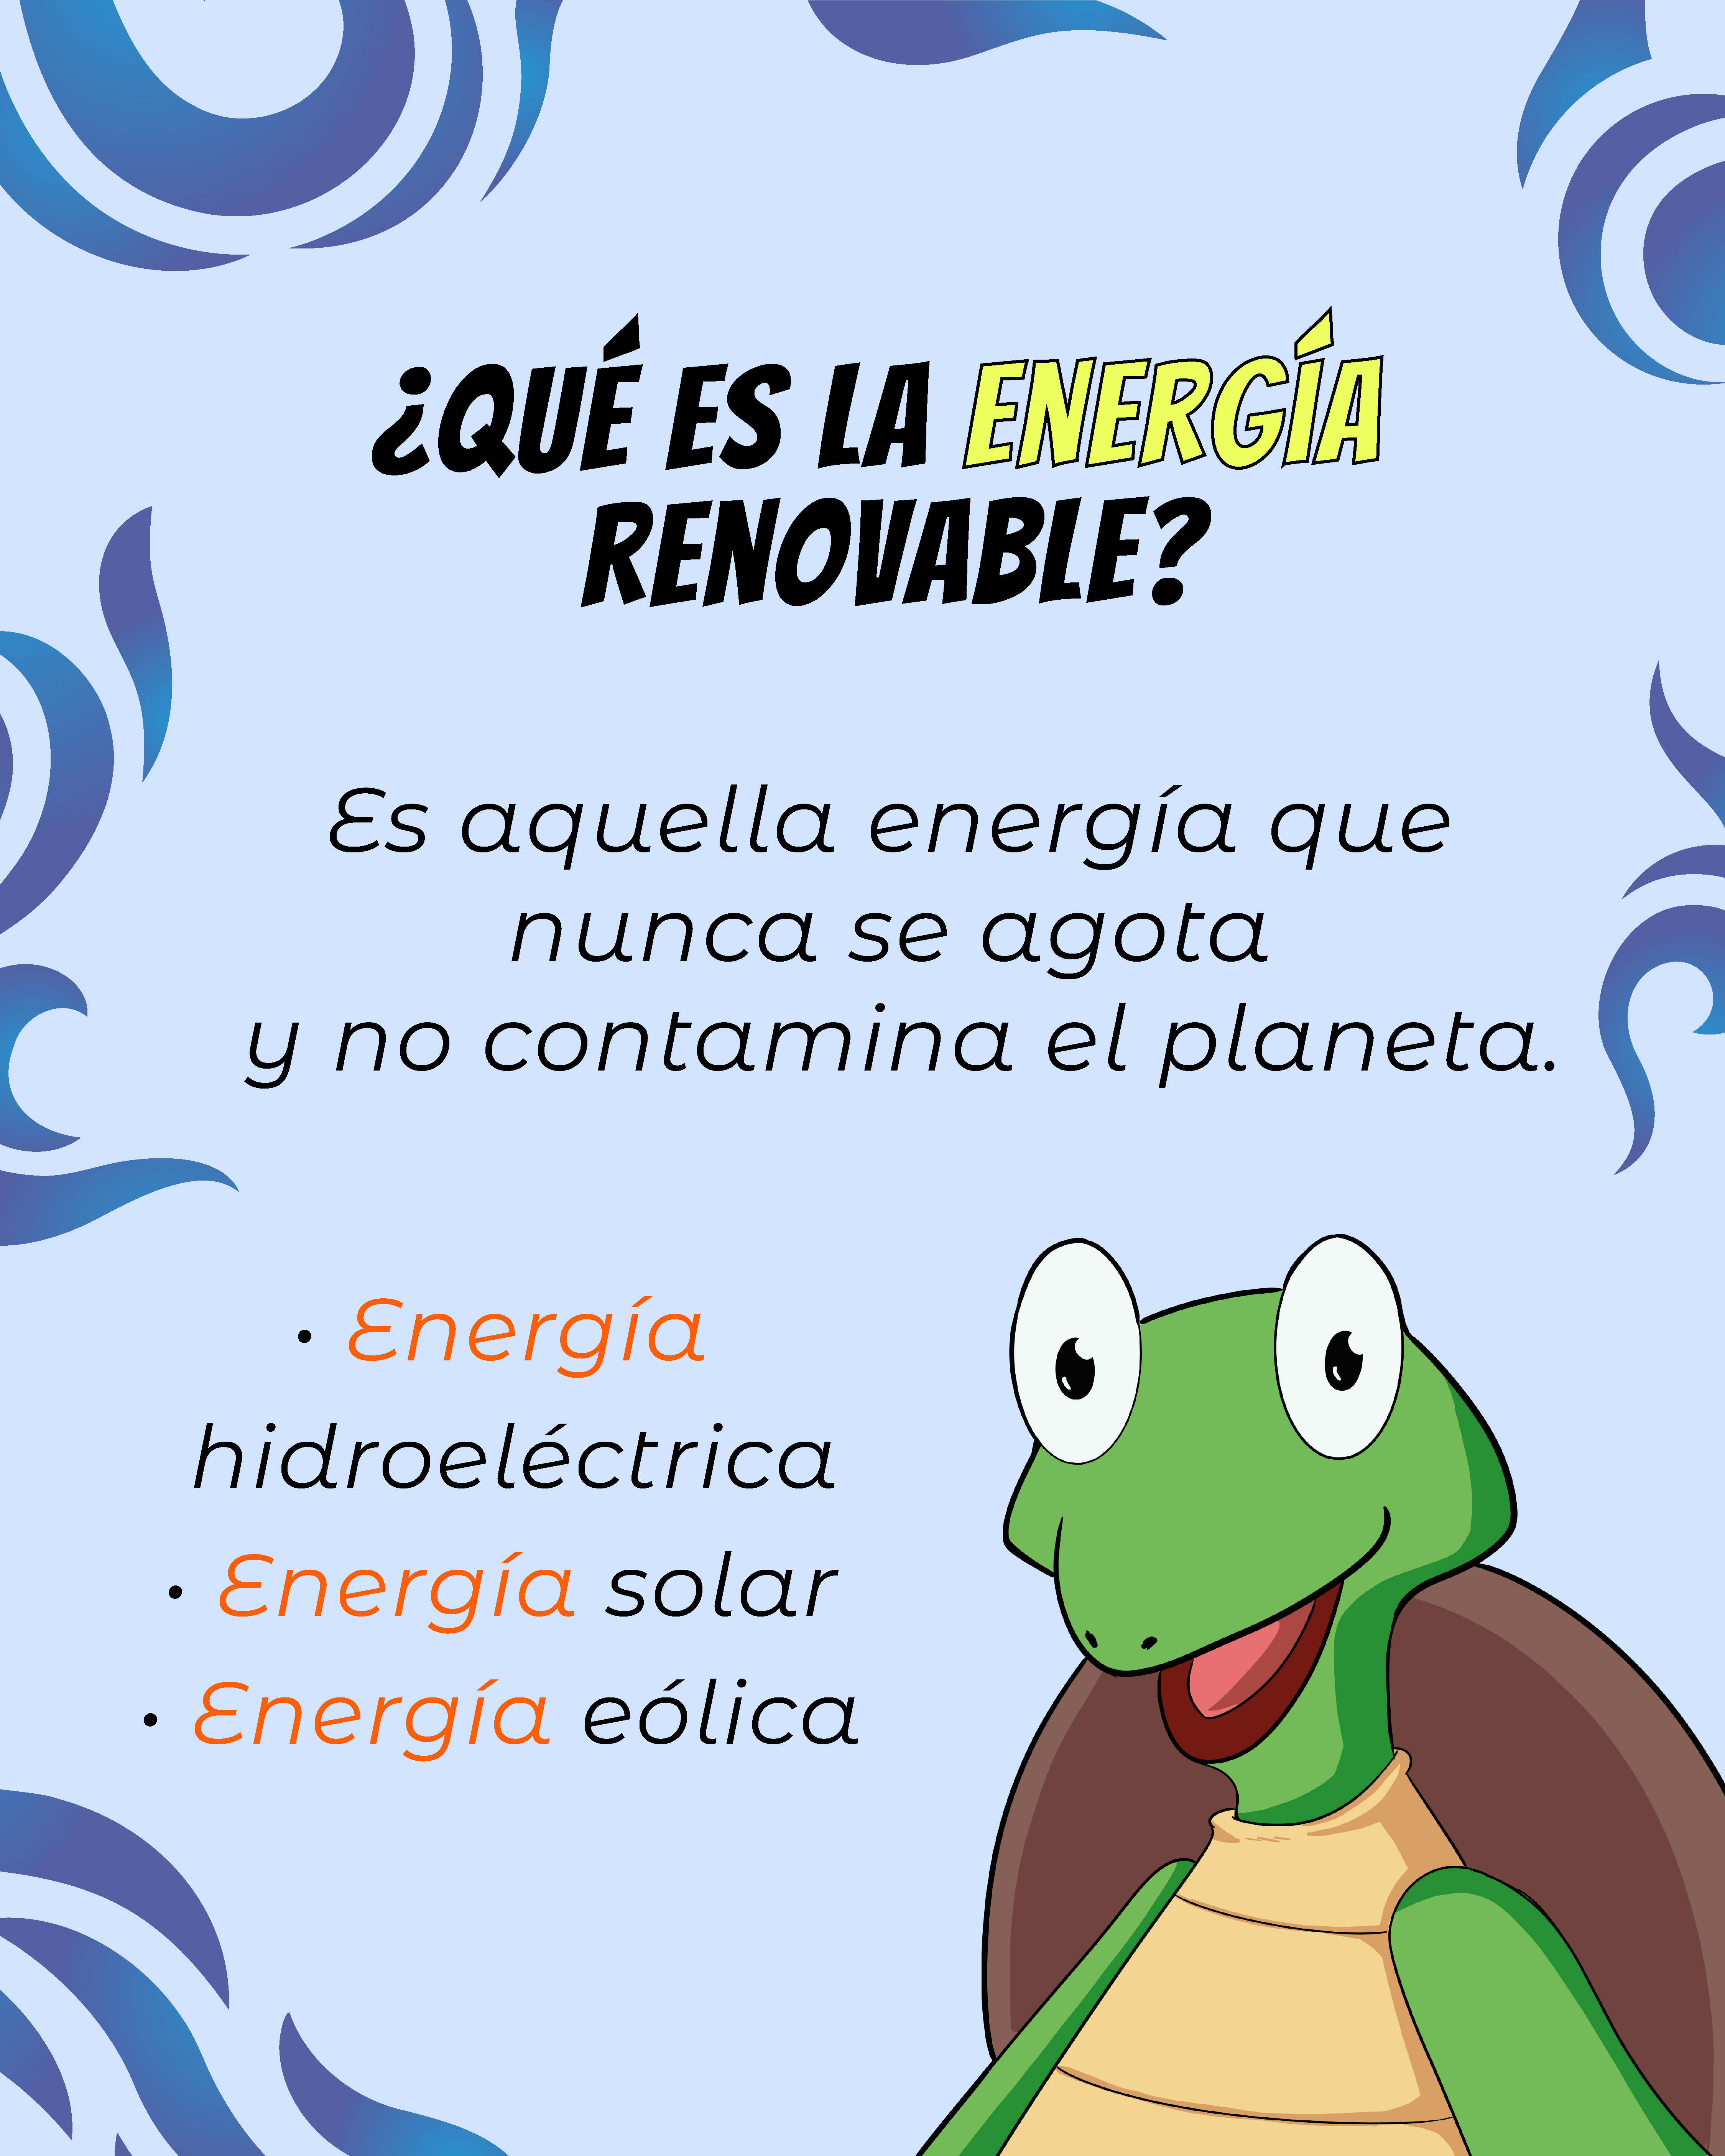 ¿QUÉ ES LA ENERGÍA
RENOVABLE?
Es aquella energía que
nunca se agota
y no contamina el planeta.
• Energía
hidroeléctrica
• Energía solar
• Energía eólica